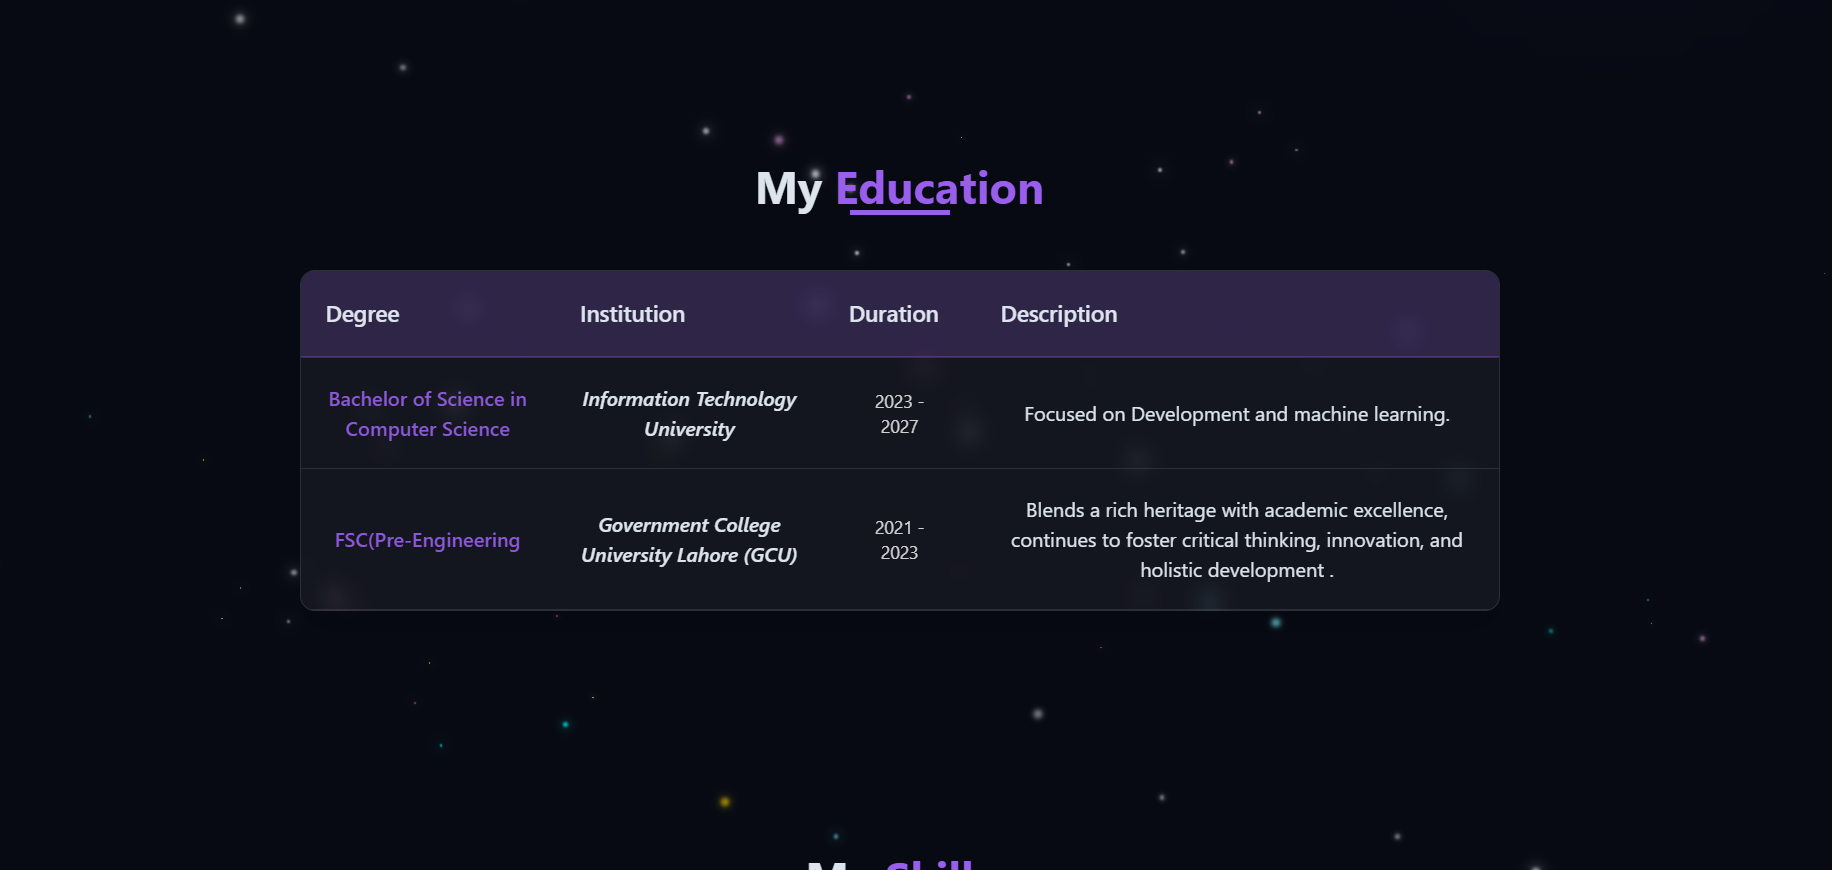 My Education
Degree Institution Duration Description
Bachelor of Science in
Computer Science
Information Technology
University
2023 -
2027
Focused on Development and machine learning.
FSC(Pre-Engineering
Government College
University Lahore (GCU)
2021 -
2023
Blends a rich heritage with academic excellence,
continues to foster critical thinking, innovation, and
holistic development .
My Skill